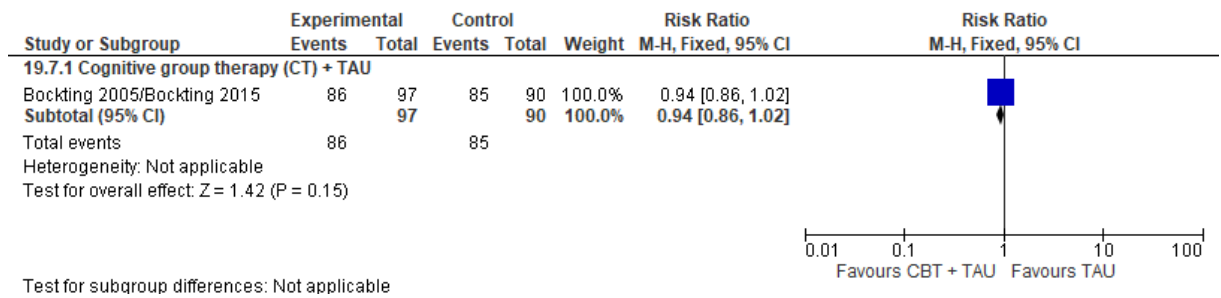 Experimental Control Risk Ratio Risk Ratio
Study or Subgroup Events Total Events Total Weight M-H, Fixed, 95% CI M-H, Fixed, 95% CI
19.7.1 Cognitive group therapy (CT) + TAU
Bockting 2005/Bockting 2015 86 97 85 90 100.0% 0.94 [0.86, 1.02]
Subtotal (95% CI) 97 90 100.0% 0.94 [0.86, 1.02]
Total events 86 85
Heterogeneity: Not applicable
Test for overall effect: Z = 1.42 (P = 0.15)
0.01 0.1 1 10 100
Favours CBT + TAU Favours TAU
Test for subgroup differences: Not applicable